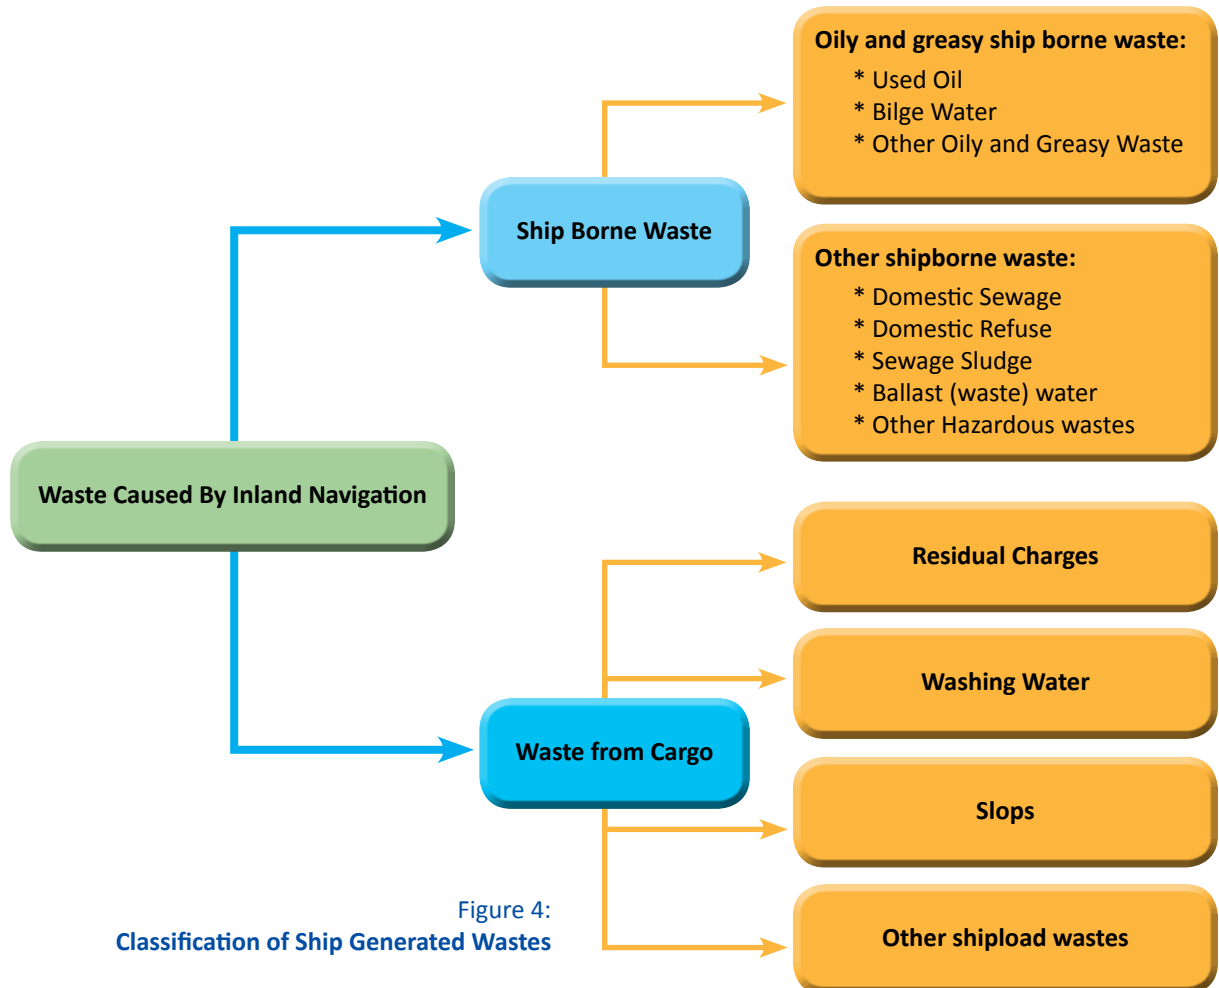 Oily and greasy ship borne waste:
* Used Oil
* Bilge Water
* Other Oily and Greasy Waste
Ship Borne Waste
Other shipborne waste:
* Domestic Sewage
* Domestic Refuse
* Sewage Sludge
* Ballast (waste) water
* Other Hazardous wastes
Waste Caused By Inland Navigation
Residual Charges
Washing Water
Waste from Cargo
Slops
Other shipload wastes
Figure 4:
Classification of Ship Generated Wastes